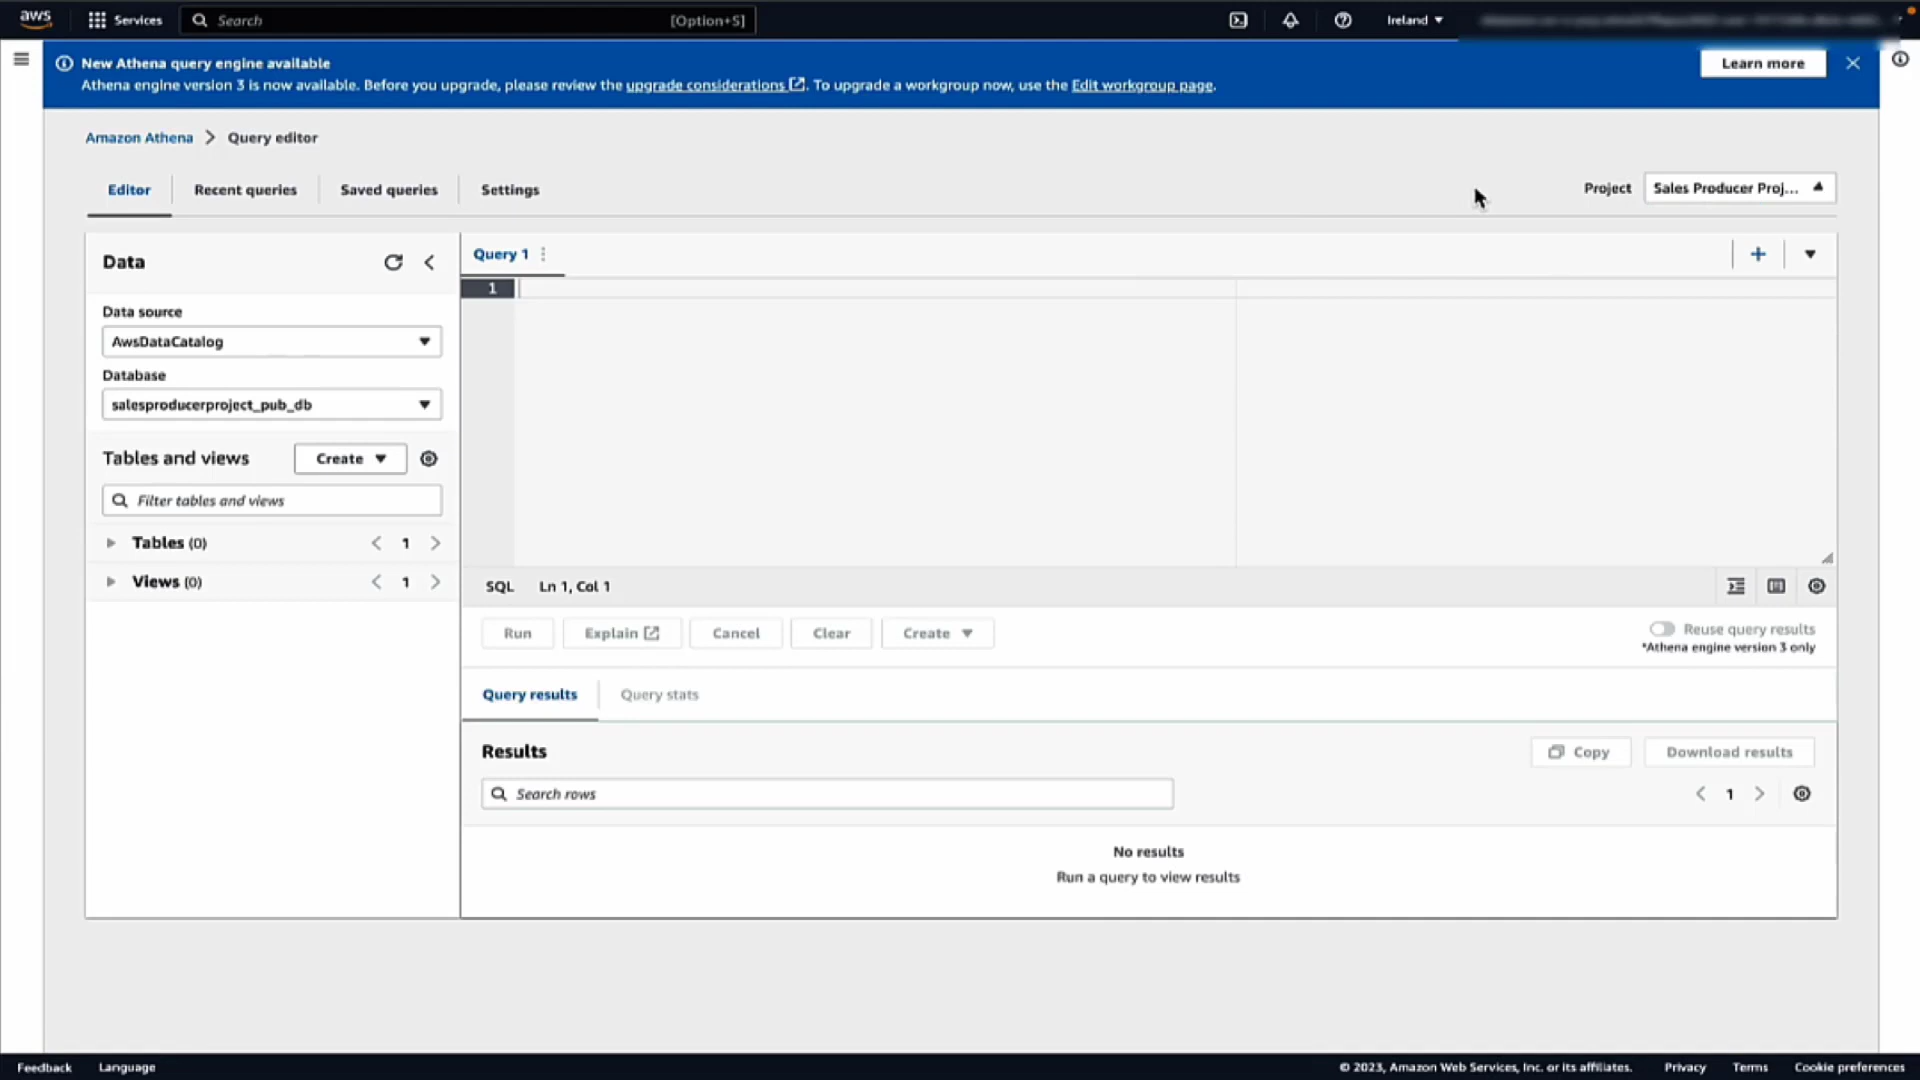 aws
Services
Search
[Option+S]
Ireland
New Athena query engine available
Athena engine version 3 is now available. Before you upgrade, please review the upgrade considerations. To upgrade a workgroup now, use the Edit workgroup page.
Learn more
Amazon Athena
Query editor
Editor
Recent queries
Saved queries
Settings
Project
Sales Producer Proj...
Data
Data source
AwsDataCatalog
Database
salesproducerproject_pub_db
Tables and views
Create
Filter tables and views
Tables (0)
1
Views (0)
1
Query 1
1
SQL
Ln 1, Col 1
Run
Explain
Cancel
Clear
Create
Reuse query results
*Athena engine version 3 only
Query results
Query stats
Results
Copy
Download results
Search rows
1
No results
Run a query to view results
Feedback
Language
© 2023, Amazon Web Services, Inc. or its affiliates.
Privacy
Terms
Cookie preferences